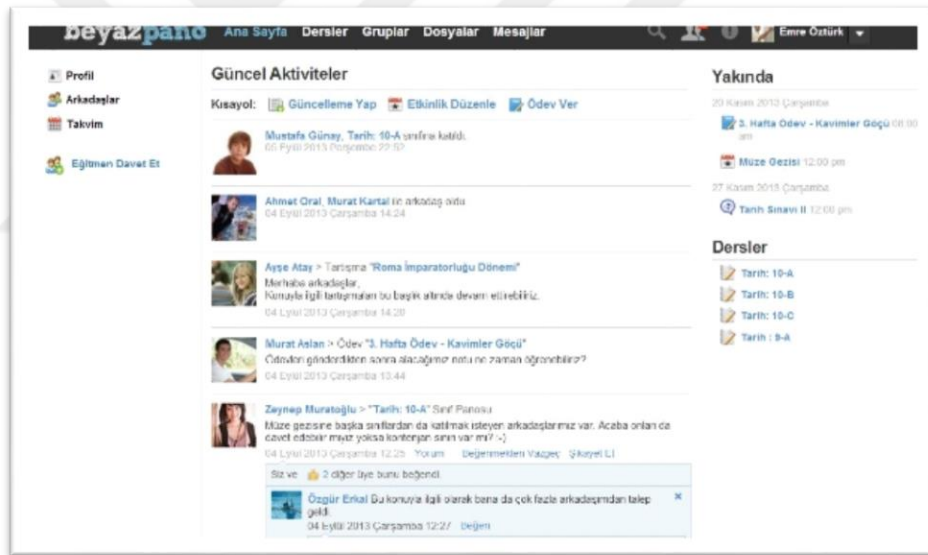 beyazpano Ana Sayfa Dersler Gruplar Dosyalar Mesajlar Emre Öztürk
Profil
Arkadaşlar
Takvim
Eğitmen Davet Et
Güncel Aktiviteler
Kısayol: Güncelleme Yap Etkinlik Düzenle Ödev Ver
Mustafa Günay, Tarih: 10-A sınıfına katıldı.
05 Eylül 2013 Perşembe 22:52
Ahmet Oral, Murat Kartal ile arkadaş oldu
04 Eylül 2013 Çarşamba 14:24
Ayşe Atay > Tartışma "Roma İmparatorluğu Dönemi"
Merhaba arkadaşlar,
Konuyla ilgili tartışmaları bu başlık altında devam ettirebiliriz.
04 Eylül 2013 Çarşamba 14:20
Murat Aslan > Ödev "3. Hafta Ödev - Kavimler Göçü"
Ödevleri gönderdikten sonra alacağımız notu ne zaman öğrenebiliriz?
04 Eylül 2013 Çarşamba 13:44
Zeynep Muratoğlu > "Tarih: 10-A" Sınıf Panosu
Müze gezisine başka sınıflardan da katılmak isteyen arkadaşlarımız var. Acaba onları da
davet edebilir miyiz yoksa kontenjan sınırı var mı? :-)
04 Eylül 2013 Çarşamba 12:25 Yorum Beğenmekten Vazgeç Şikayet Et
Siz ve 2 diğer üye bunu beğendi.
Özgür Erkal Bu konuyla ilgili olarak bana da çok fazla arkadaşımdan talep
geldi.
04 Eylül 2013 Çarşamba 12:27 Beğen
Yakında
20 Kasım 2013 Çarşamba
3. Hafta Ödev - Kavimler Göçü 08:00
am
Müze Gezisi 12:00 pm
27 Kasım 2013 Çarşamba
Tarih Sınavı II 12:00 pm
Dersler
Tarih: 10-A
Tarih: 10-B
Tarih: 10-C
Tarih : 9-A